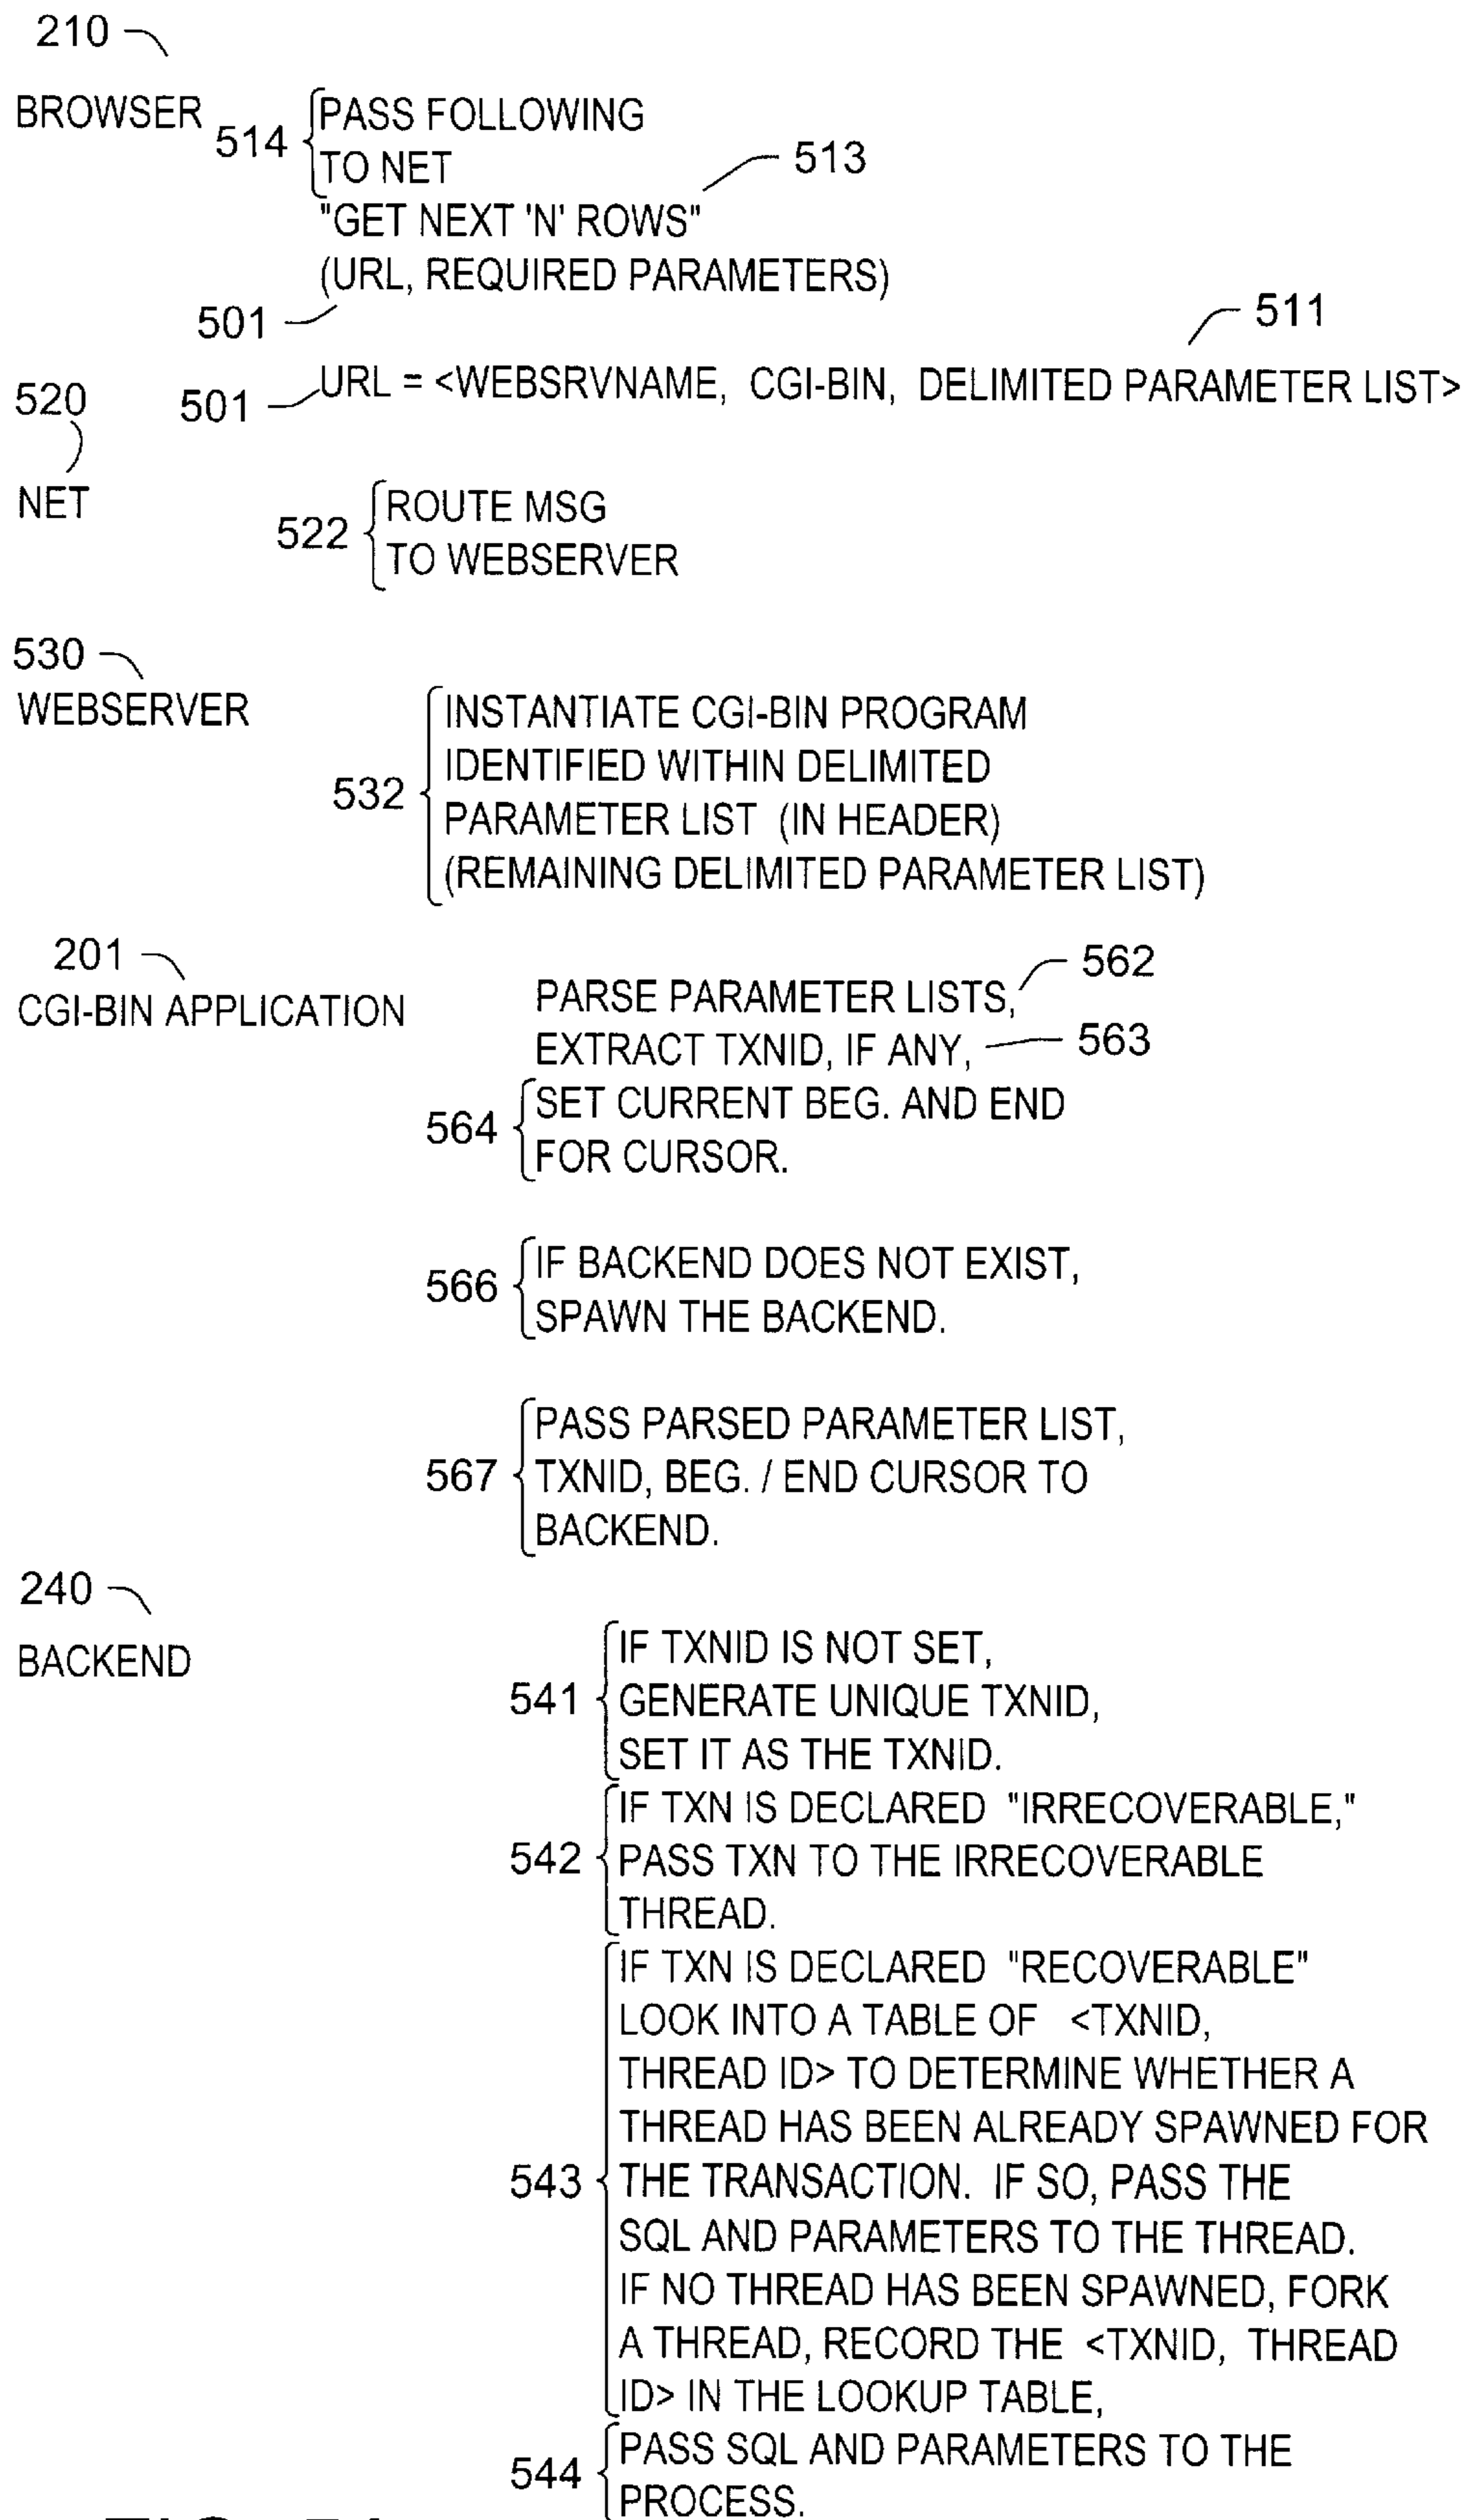 210
BROWSER
514
PASS FOLLOWING
TO NET
513
"GET NEXT 'N' ROWS"
(URL, REQUIRED PARAMETERS)
501
511
501
URL = <WEBSRVNAME, CGI-BIN, DELIMITED PARAMETER LIST>
520
NET
522
ROUTE MSG
TO WEBSERVER
530
WEBSERVER
532
INSTANTIATE CGI-BIN PROGRAM
IDENTIFIED WITHIN DELIMITED
PARAMETER LIST (IN HEADER)
(REMAINING DELIMITED PARAMETER LIST)
201
CGI-BIN APPLICATION
PARSE PARAMETER LISTS,
562
EXTRACT TXNID, IF ANY,
563
564
SET CURRENT BEG. AND END
FOR CURSOR.
566
IF BACKEND DOES NOT EXIST,
SPAWN THE BACKEND.
567
PASS PARSED PARAMETER LIST,
TXNID, BEG. / END CURSOR TO
BACKEND.
240
BACKEND
541
IF TXNID IS NOT SET,
GENERATE UNIQUE TXNID,
SET IT AS THE TXNID.
542
IF TXN IS DECLARED "IRRECOVERABLE,"
PASS TXN TO THE IRRECOVERABLE
THREAD.
543
IF TXN IS DECLARED "RECOVERABLE"
LOOK INTO A TABLE OF <TXNID,
THREAD ID> TO DETERMINE WHETHER A
THREAD HAS BEEN ALREADY SPAWNED FOR
THE TRANSACTION. IF SO, PASS THE
SQL AND PARAMETERS TO THE THREAD.
IF NO THREAD HAS BEEN SPAWNED, FORK
A THREAD, RECORD THE <TXNID, THREAD
ID> IN THE LOOKUP TABLE,
544
PASS SQL AND PARAMETERS TO THE
PROCESS.